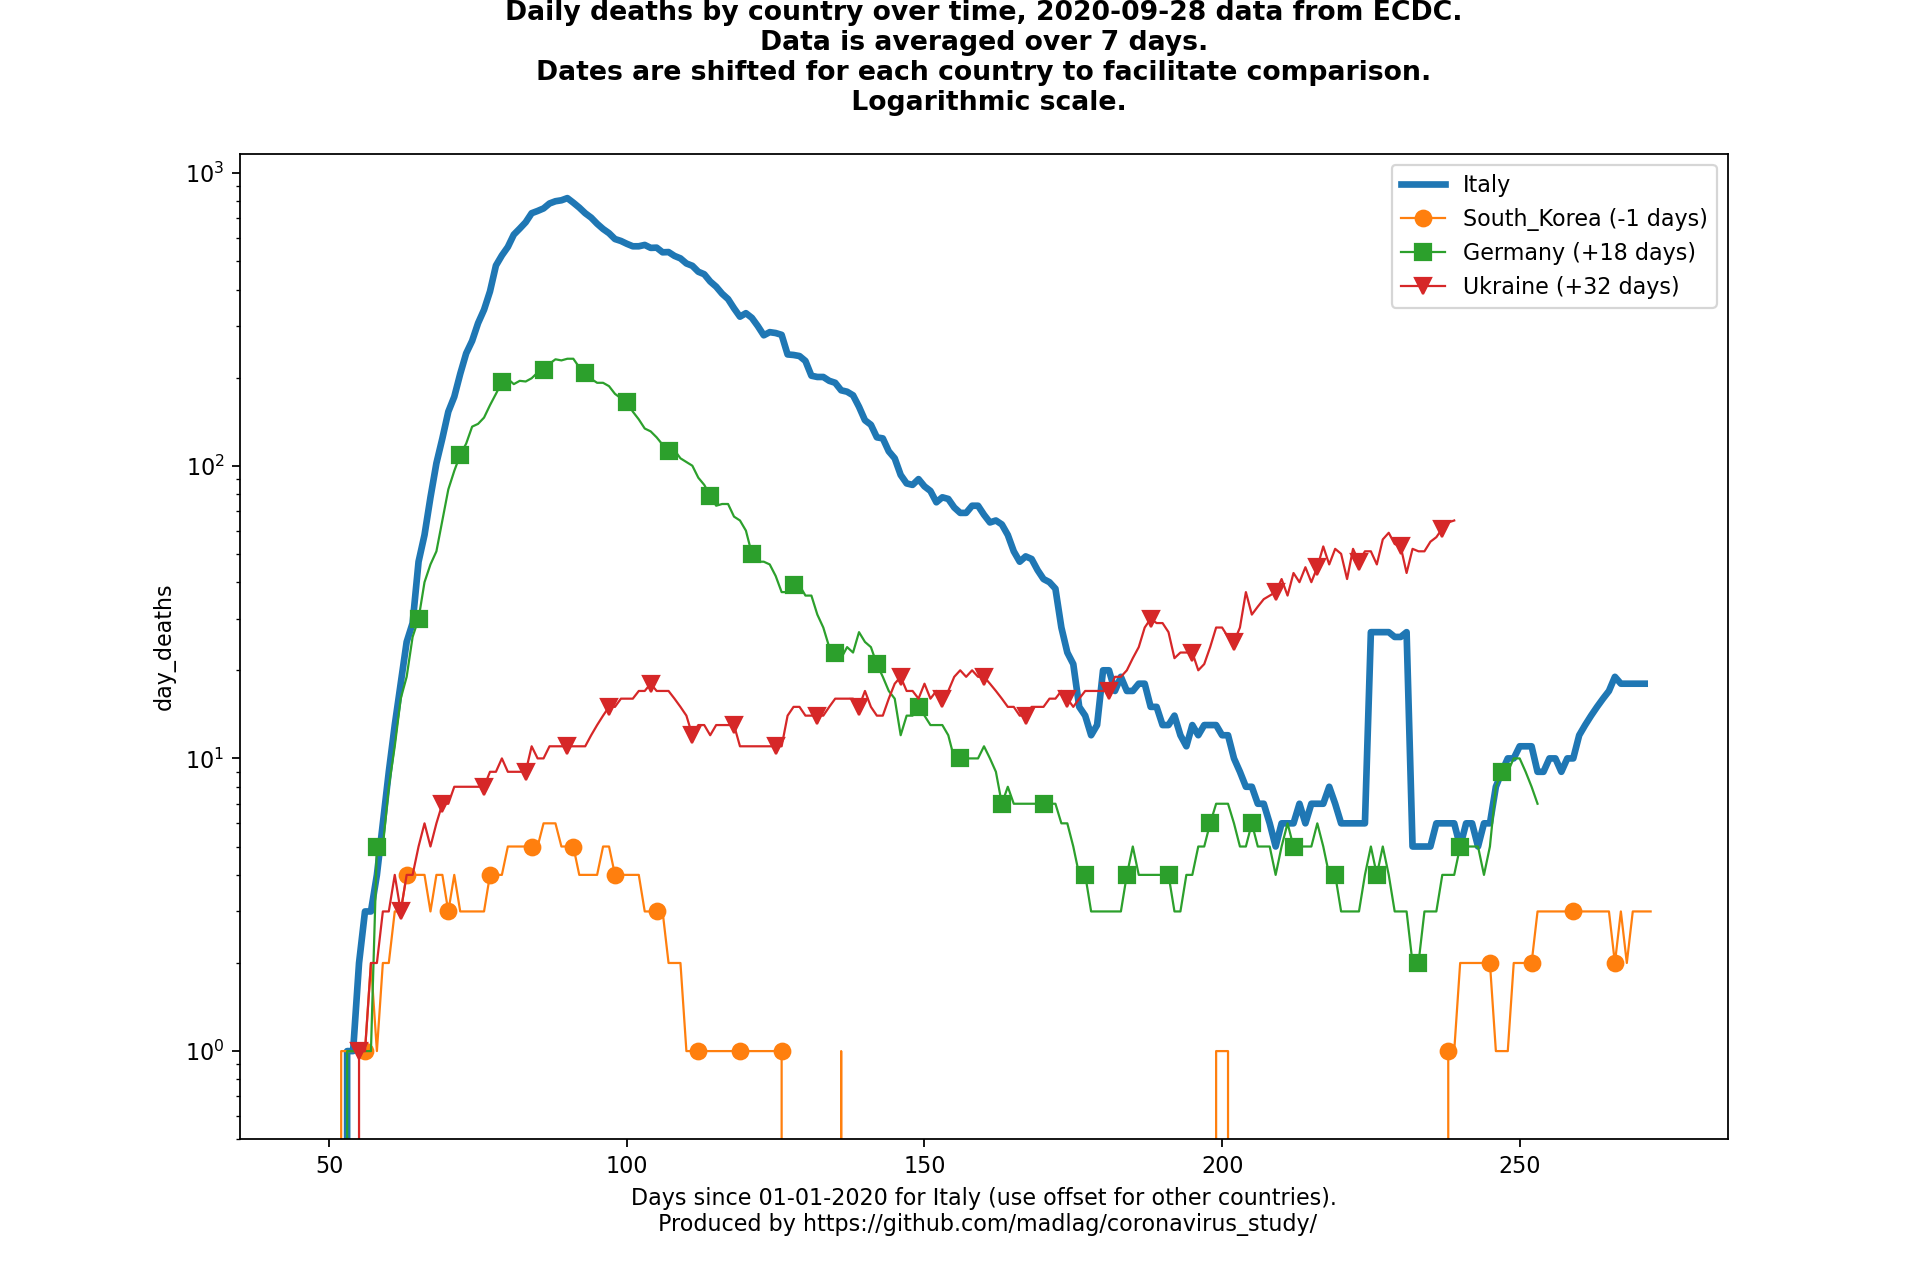 Daily deaths by country over time, 2020-09-28 data from ECDC.
Data is averaged over 7 days.
Dates are shifted for each country to facilitate comparison.
Logarithmic scale.
10³
10²
10¹
10⁰
day_deaths
Italy
South_Korea (-1 days)
Germany (+18 days)
Ukraine (+32 days)
50 100 150 200 250
Days since 01-01-2020 for Italy (use offset for other countries).
Produced by https://github.com/madlag/coronavirus_study/